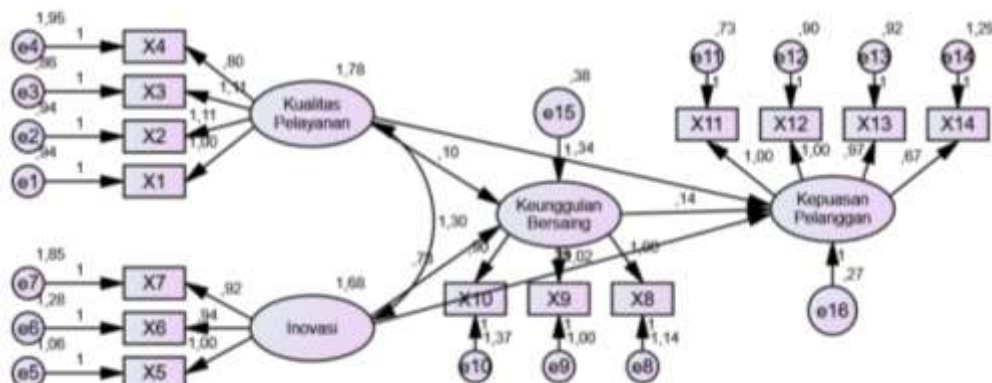 1,95
e4 1 X4
,86 ,80 1,78
e3 1 X3 1,11
,94 Kualitas
Pelayanan
e2 1 X2 1,11
,94 1,00
e1 1 X1
,38
e15
,10 1,34
Keunggulan
Bersaing
1,30
,14
,73 ,90 1,02 1,00
X10 X9 X8
1 1 1
1,37 1,00 1,14
e10 e9 e8
1,85
e7 1 X7
1,28 ,92 1,68
e6 1 X6 ,94
Inovasi
1,06 1,00
e5 1 X5
,73 ,90 ,92 1,29
e11 e12 e13 e14
1 1 1 1
X11 X12 X13 X14
1,00 1,00 ,97 ,67
Kepuasan
Pelanggan
1
,27
e16